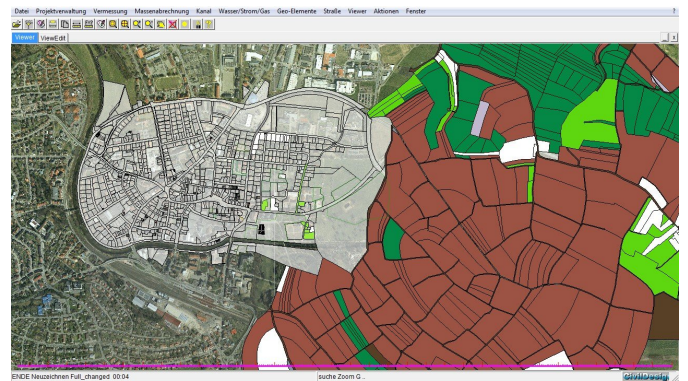 Datei Projektverwaltung Vermessung Massenabrechnung Kanal Wasser/Strom/Gas Geo-Elemente Straße Viewer Aktionen Fenster ?
Viewer ViewEdit
ENDE Neuzeichnen Full_changed 00:04 suche Zoom G...
CivilDesign